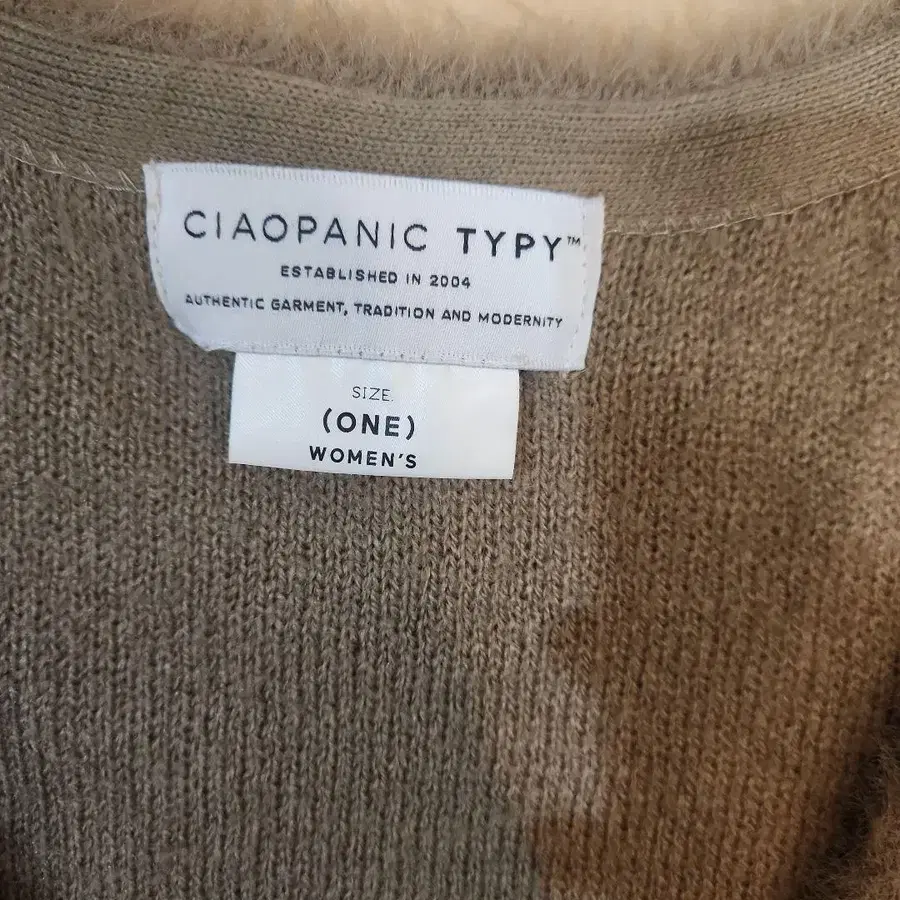 CIAOPANIC TYPY™
ESTABLISHED IN 2004
AUTHENTIC GARMENT, TRADITION AND MODERNITY
SIZE.
(ONE)
WOMEN'S